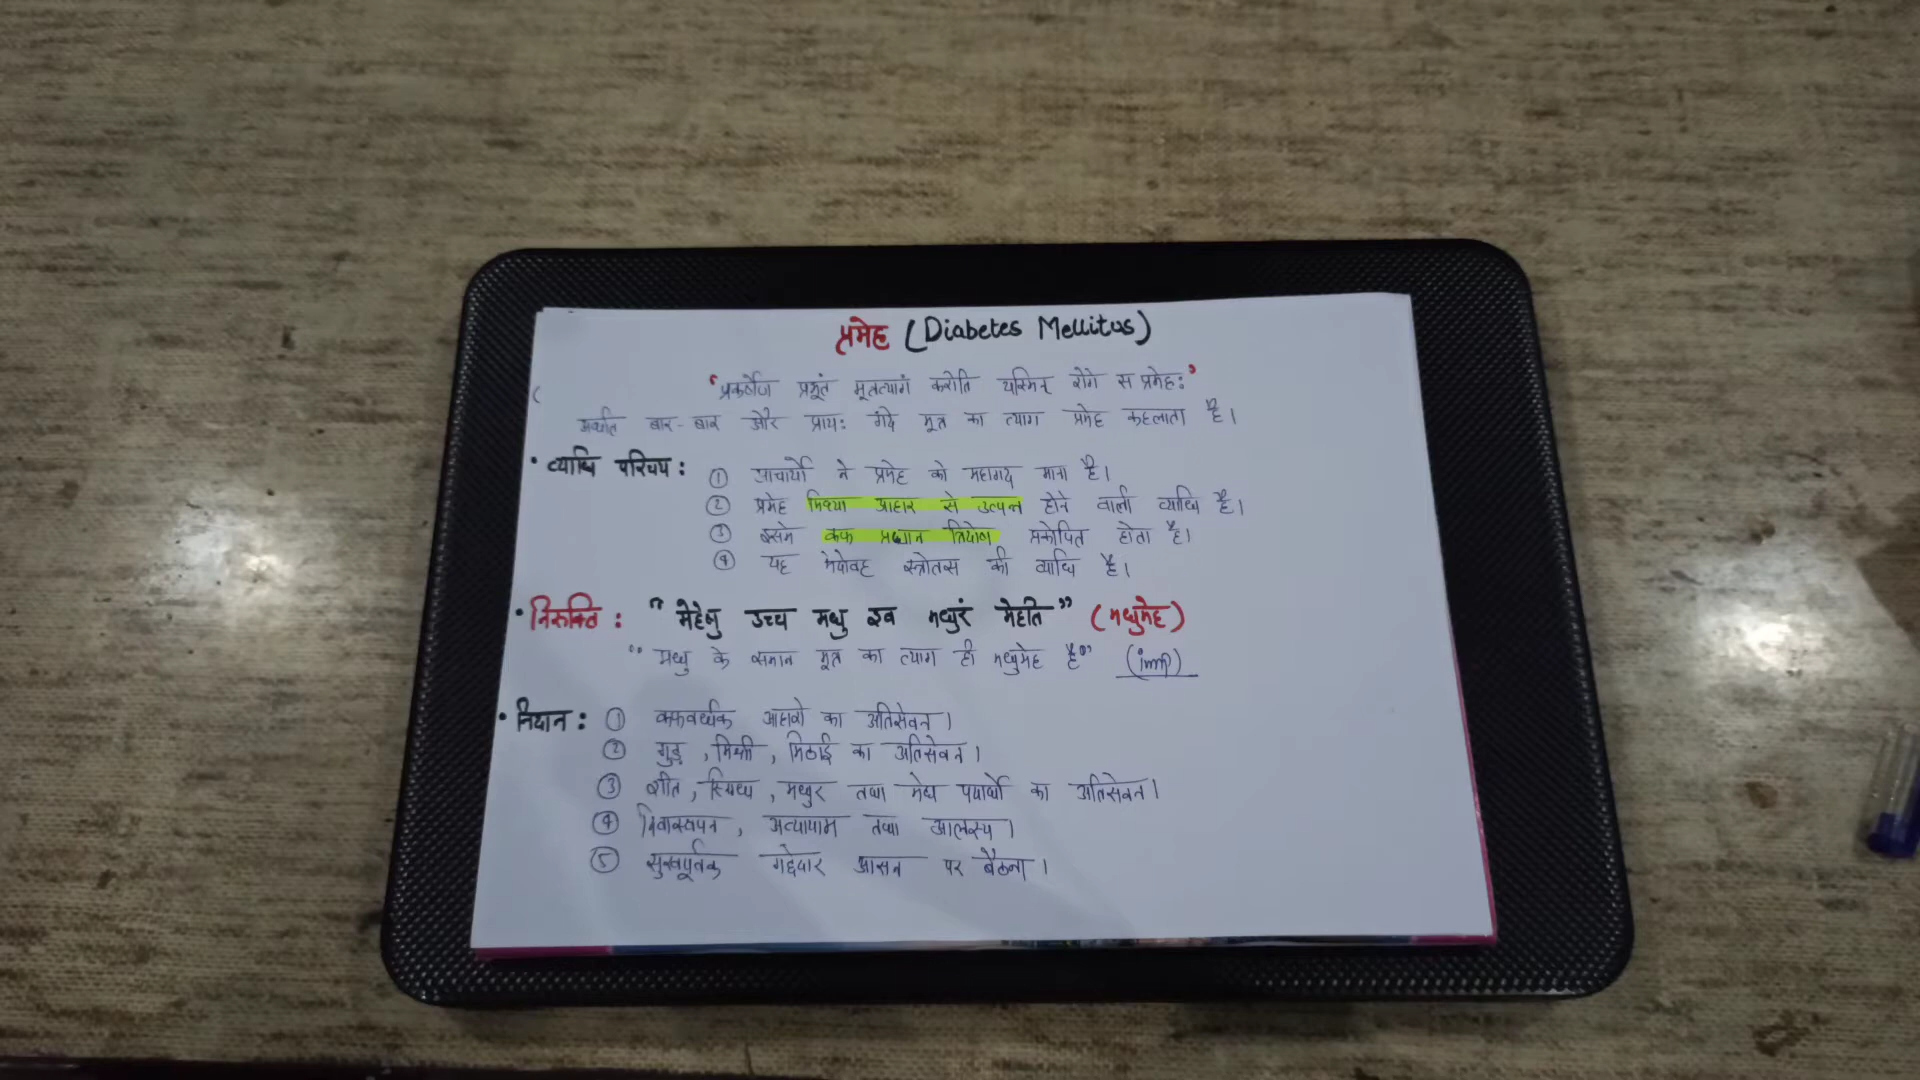 प्रमेह (Diabetes Mellitus)
"प्रकर्षेण प्रभूतं मूत्रत्यागं करोति यस्मिन रोगे स प्रमेह:"
अर्थात बार-बार और प्राय: गंदे मूत्र का त्याग प्रमेह कहलाता है।
• व्याधि परिचय :
① आचार्यों ने प्रमेह को महागद माना है।
② प्रमेह मिथ्या आहार से उत्पन्न होने वाली व्याधि है।
③ इसमे कफ प्रधान त्रिदोष प्रकोपित होता है।
④ यह मेदोवह स्त्रोतस की व्याधि है।
• निरुक्ति : "मेहेषु उच्च मधु इव मधुरं मेहति" (मधुमेह)
"मधु के समान मूत्र का त्याग ही मधुमेह है" (imp)
• निदान : ① कफवर्धक आहारो का अतिसेवन।
② गुड़, मिश्री, मिठाई का अतिसेवन।
③ शीत, स्निग्ध, मधुर तथा मेद्य पदार्थो का अतिसेवन।
④ दिवास्वपन, अव्यायाम तथा आलस्य।
⑤ सुखपूर्वक गद्देदार आसन पर बैठना।